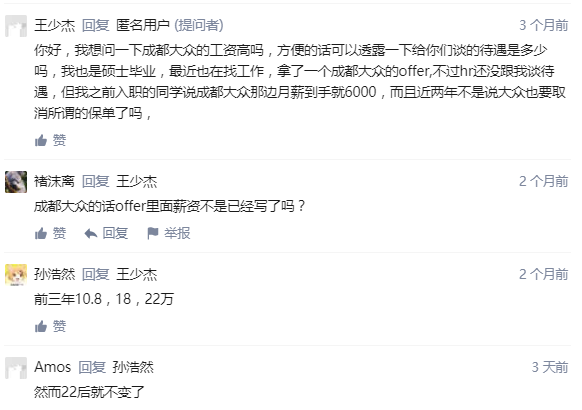 王少杰 回复 匿名用户 (提问者) 3 个月前
你好，我想问一下成都大众的工资高吗，方便的话可以透露一下给你们谈的待遇是多少
吗，我也是硕士毕业，最近也在找工作，拿了一个成都大众的offer,不过hr还没跟我谈待
遇，但我之前入职的同学说成都大众那边月薪到手就6000，而且近两年不是说大众也要取
消所谓的保单了吗，
赞
褚沫离 回复 王少杰 2 个月前
成都大众的话offer里面薪资不是已经写了吗？
赞 回复 举报
孙浩然 回复 王少杰 2 个月前
前三年10.8，18，22万
赞
Amos 回复 孙浩然 3 天前
然而22后就不变了